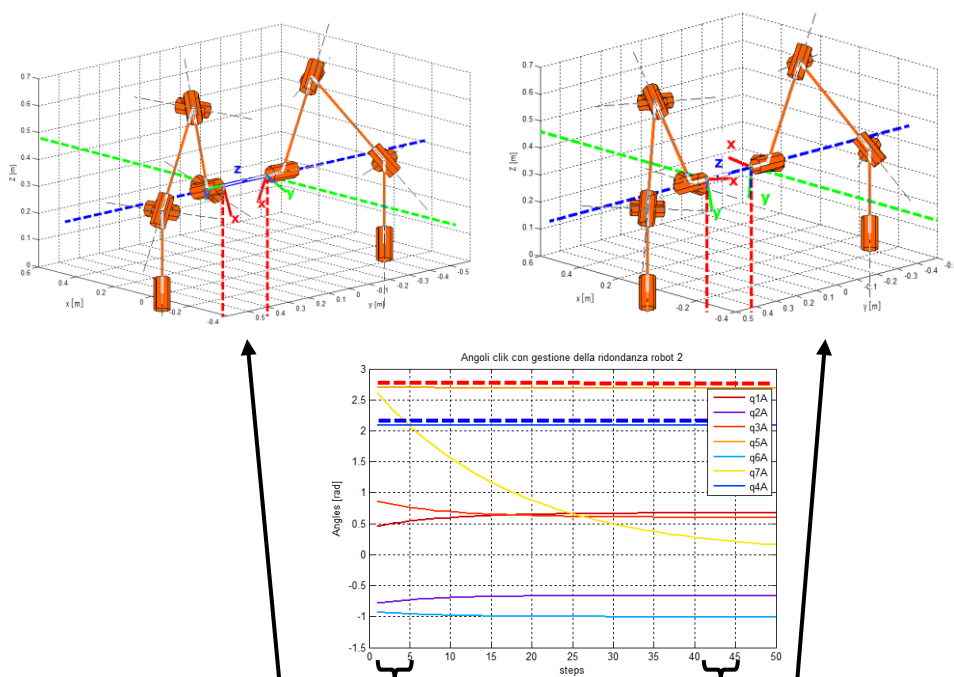 0.7
0.6
0.5
0.4
0.3
0.2
0.1
0
Z [m]
0.6
0.4
0.2
0
-0.2
-0.4
x [m]
0.5
0.4
0.3
0.2
0.1
0
-0.1
-0.2
-0.3
-0.4
-0.5
y [m]
z
x
x
y
0.7
0.6
0.5
0.4
0.3
0.2
0.1
0
Z [m]
0.6
0.4
0.2
0
-0.2
-0.4
x [m]
0.5
0.4
0.3
0.2
0.1
0
-0.1
-0.2
-0.3
-0.4
y [m]
x
z
x
y
y
Angoli clik con gestione della ridondanza robot 2
3
2.5
2
1.5
1
0.5
0
-0.5
-1
-1.5
Angles [rad]
q1A
q2A
q3A
q5A
q6A
q7A
q4A
0
5
10
15
20
25
30
35
40
45
50
steps